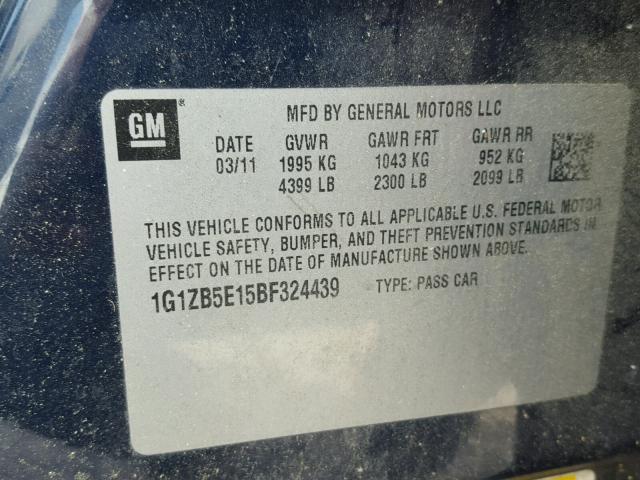 GM ®
MFD BY GENERAL MOTORS LLC
DATE GVWR GAWR FRT GAWR RR
03/11 1995 KG 1043 KG 952 KG
4399 LB 2300 LB 2099 LB
THIS VEHICLE CONFORMS TO ALL APPLICABLE U.S. FEDERAL MOTOR
VEHICLE SAFETY, BUMPER, AND THEFT PREVENTION STANDARDS IN
EFFECT ON THE DATE OF MANUFACTURE SHOWN ABOVE.
1G1ZB5E15BF324439 TYPE: PASS CAR